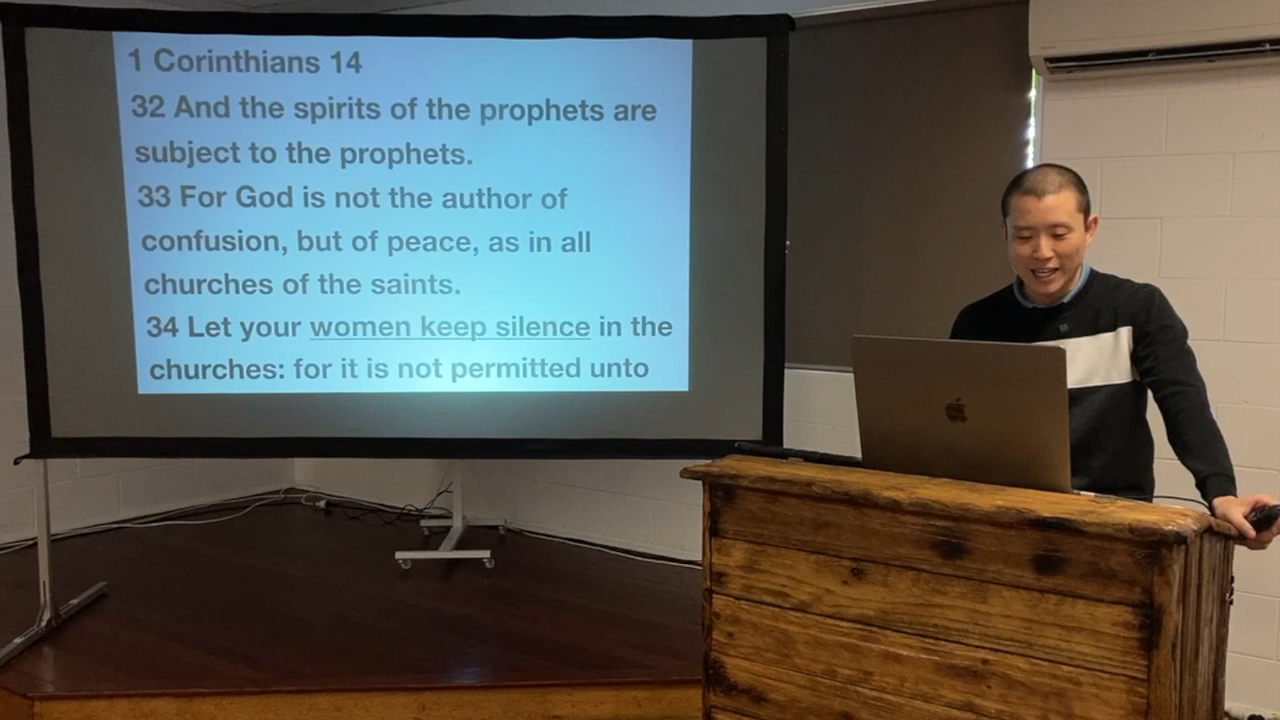 1 Corinthians 14
32 And the spirits of the prophets are
subject to the prophets.
33 For God is not the author of
confusion, but of peace, as in all
churches of the saints.
34 Let your women keep silence in the
churches: for it is not permitted unto